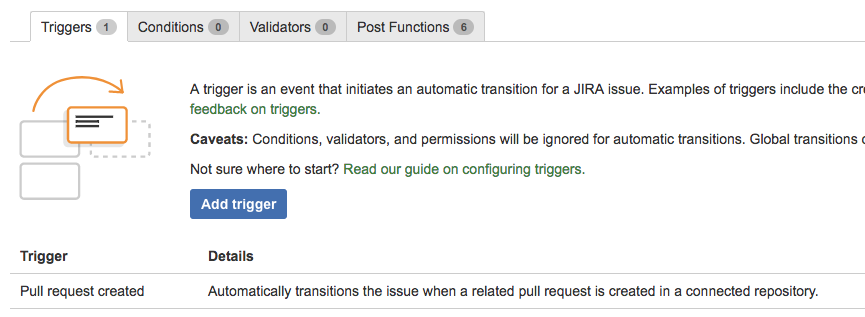 Triggers 1 Conditions 0 Validators 0 Post Functions 6
A trigger is an event that initiates an automatic transition for a JIRA issue. Examples of triggers include the
feedback on triggers.
Caveats: Conditions, validators, and permissions will be ignored for automatic transitions. Global transitions
Not sure where to start? Read our guide on configuring triggers.
Add trigger
Trigger Details
Pull request created Automatically transitions the issue when a related pull request is created in a connected repository.